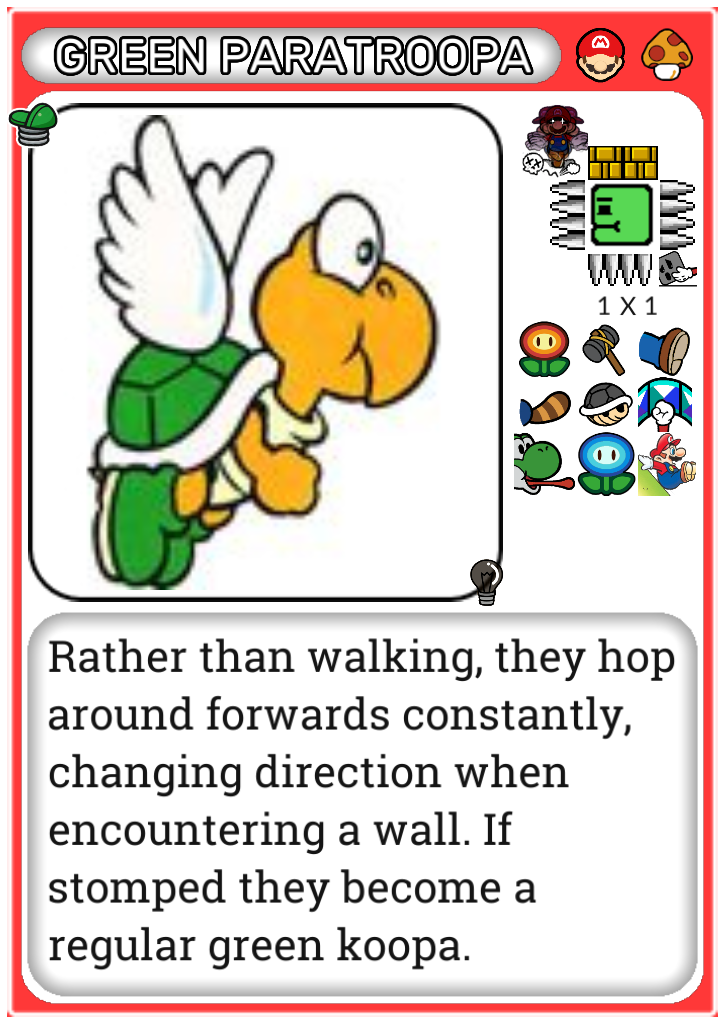 GREEN PARATROOPA
1 X 1
Rather than walking, they hop
around forwards constantly,
changing direction when
encountering a wall. If
stomped they become a
regular green koopa.